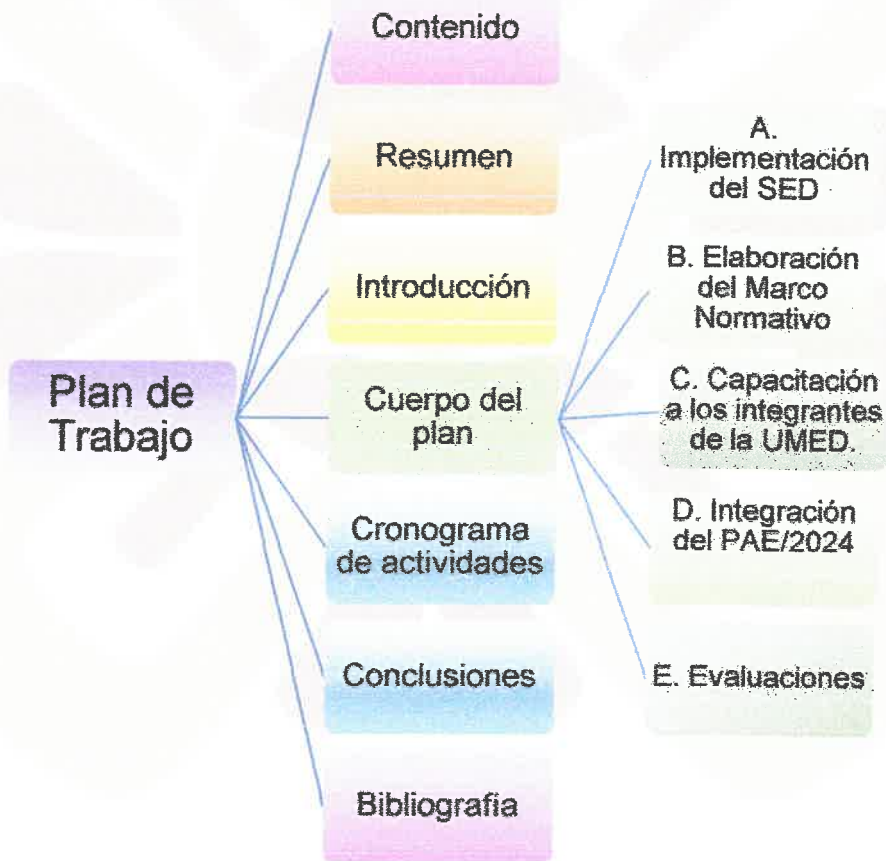 Plan de
Trabajo
Contenido
Resumen
Introducción
Cuerpo del
plan
Cronograma
de actividades
Conclusiones
Bibliografia
A.
Implementación
del SED
B. Elaboración
del Marco
Normativo
C. Capacitación
a los integrantes
de la UMED.
D. Integración
del PAE/2024
E. Evaluaciones